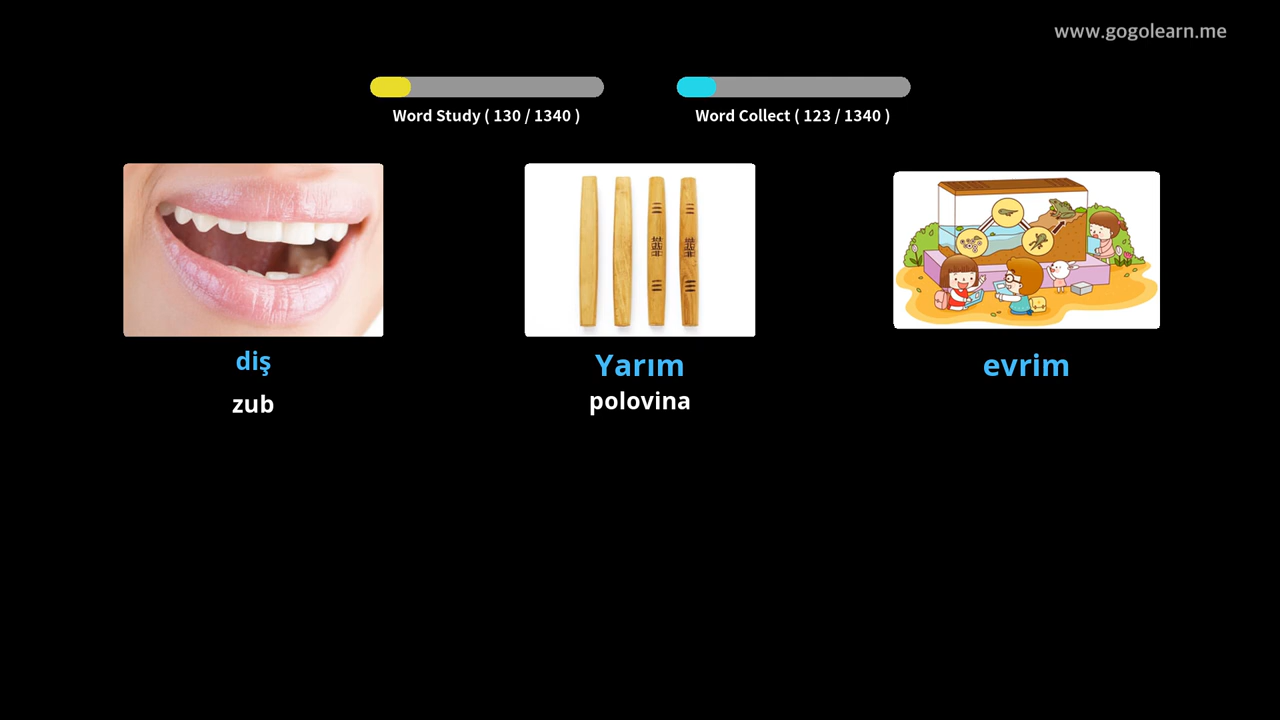 www.gogolearn.me
Word Study ( 130 / 1340 )
Word Collect ( 123 / 1340 )
diş
zub
Yarım
polovina
evrim